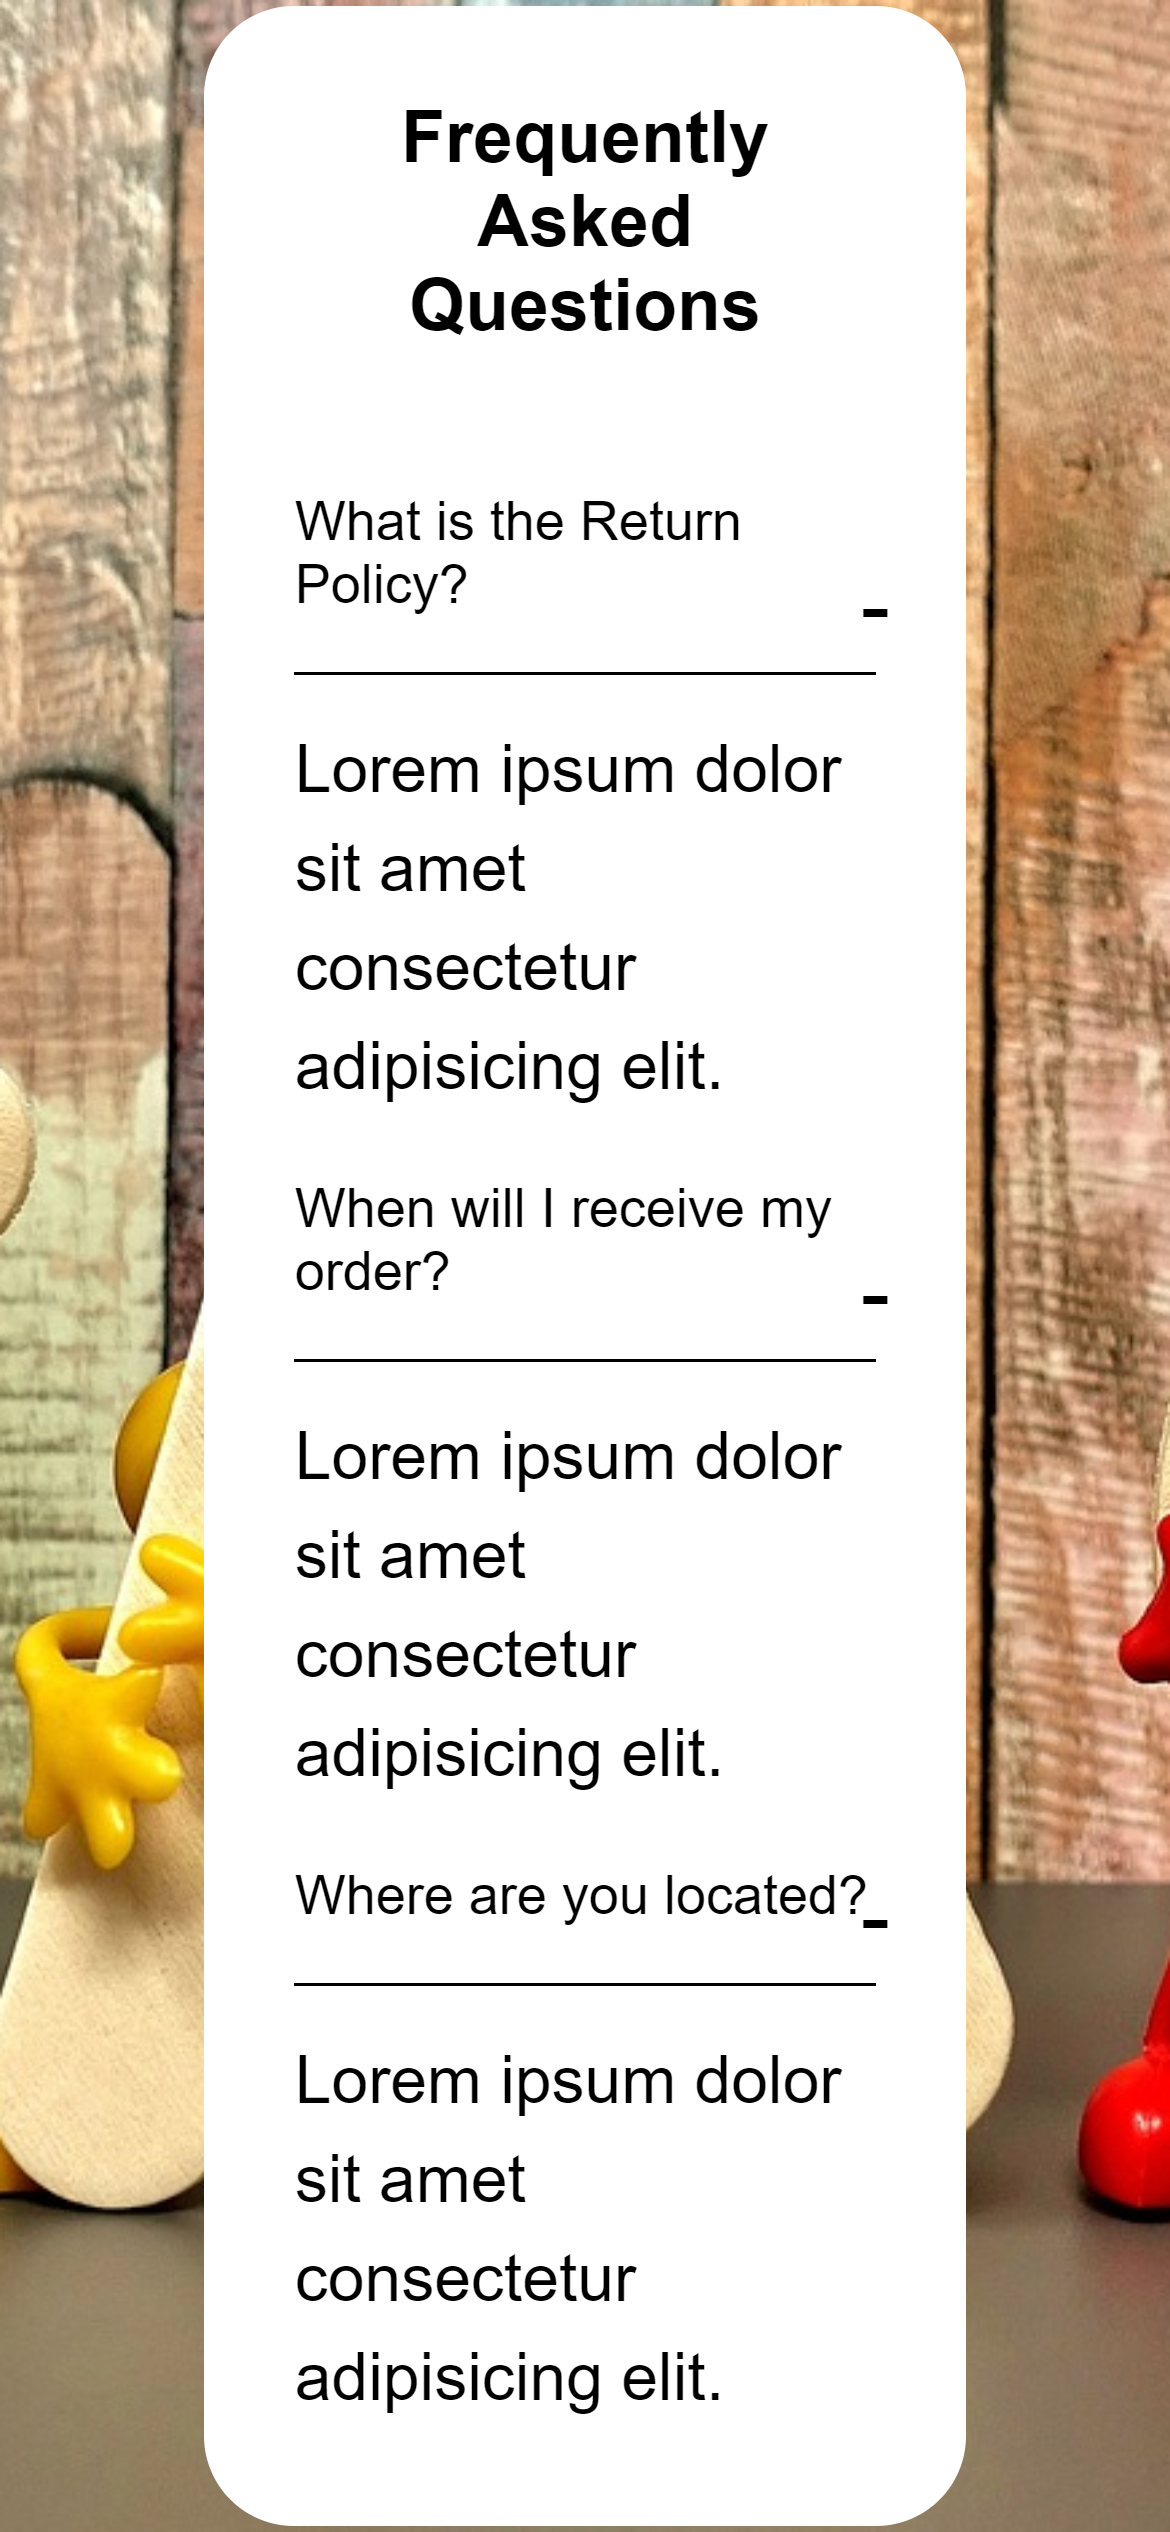 Frequently
Asked
Questions
What is the Return
Policy?
-
Lorem ipsum dolor
sit amet
consectetur
adipisicing elit.
When will I receive my
order?
-
Lorem ipsum dolor
sit amet
consectetur
adipisicing elit.
Where are you located?
-
Lorem ipsum dolor
sit amet
consectetur
adipisicing elit.